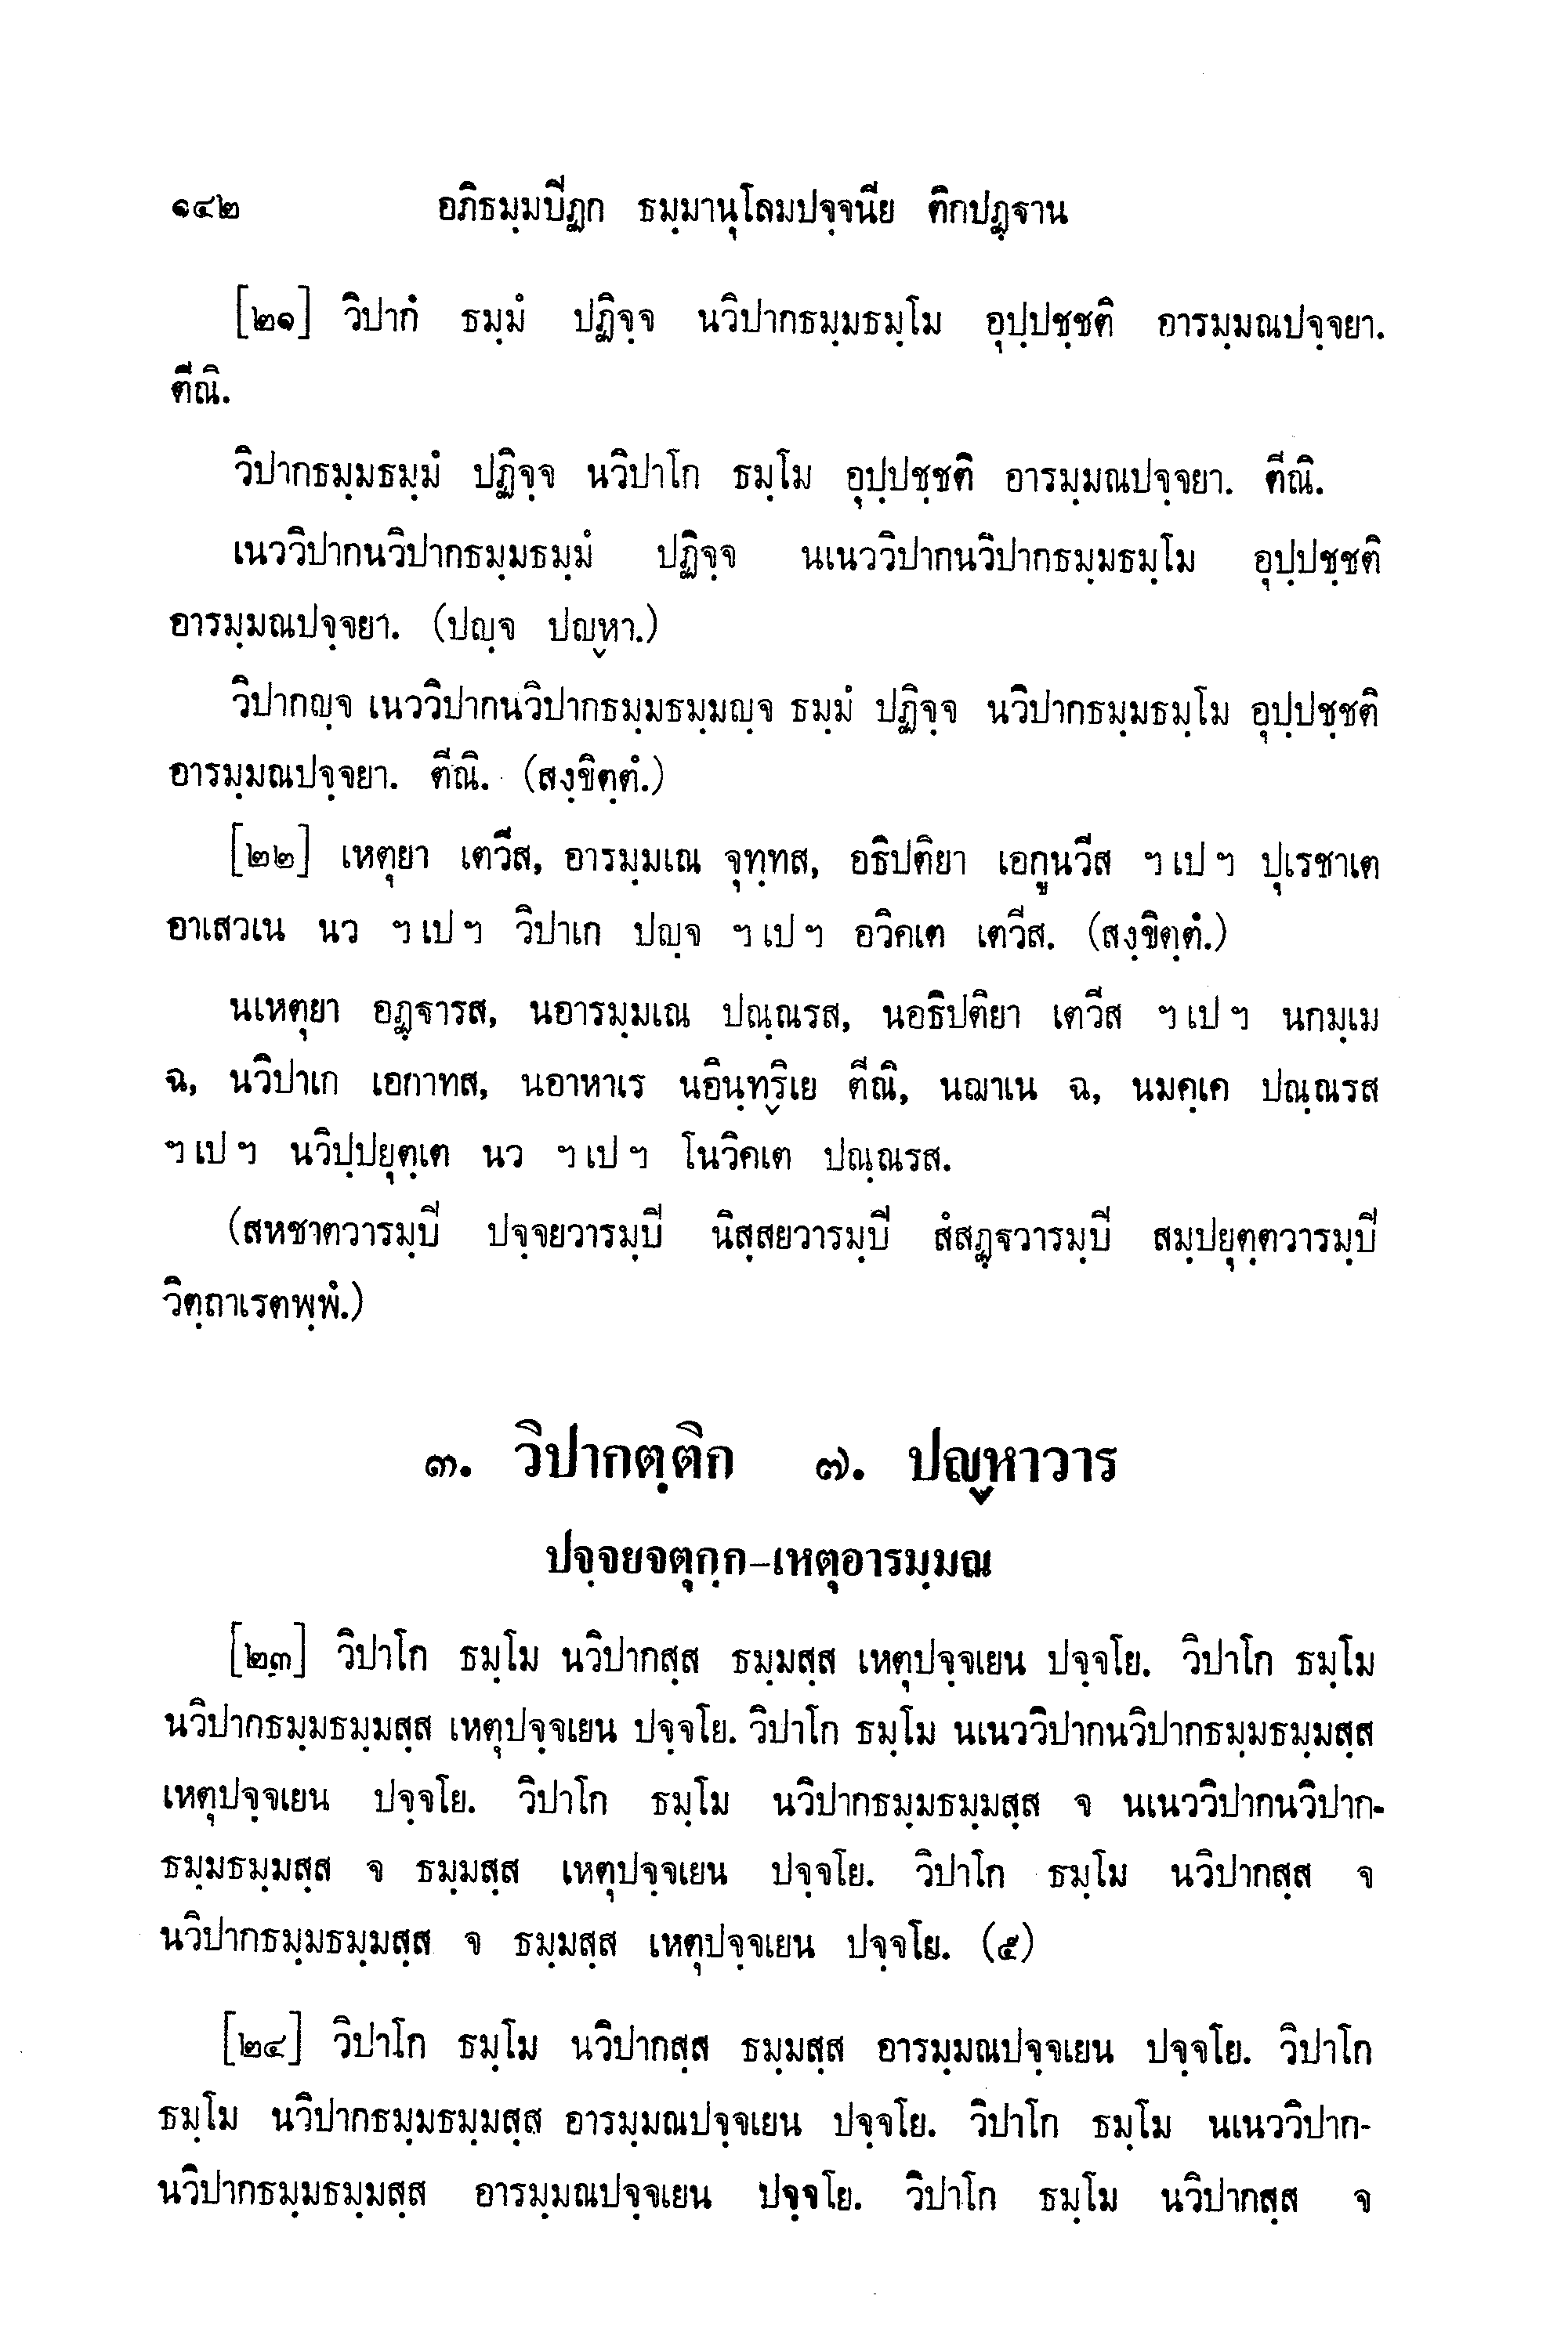 ๑๔๒ อภิธมฺมปิฏก ธมฺมานุโลมปจฺจนีย ติกปฏฺฐาน
[๒๑] วิปากํ ธมฺมํ ปฏิจฺจ นวิปากธมฺมธมฺโม อุปฺปชฺชติ อารมฺมณปจฺจยา.
ตีณิ.
วิปากธมฺมธมฺมํ ปฏิจฺจ นวิปาโก ธมฺโม อุปฺปชฺชติ อารมฺมณปจฺจยา. ตีณิ.
เนววิปากนวิปากธมฺมธมฺมํ ปฏิจฺจ นเนววิปากนวิปากธมฺมธมฺโม อุปฺปชฺชติ
อารมฺมณปจฺจยา. (ปญฺจ ปญฺหา.)
วิปากญฺจ เนววิปากนวิปากธมฺมธมฺมญฺจ ธมฺมํ ปฏิจฺจ นวิปากธมฺมธมฺโม อุปฺปชฺชติ
อารมฺมณปจฺจยา. ตีณิ. (สงฺขิตฺตํ.)
[๒๒] เหตุยา เตวีส, อารมฺมเณ จุทฺทส, อธิปติยา เอกูนวีส ฯ เป ฯ ปุเรชาเต
อาเสวเน นว ฯ เป ฯ วิปาเก ปญฺจ ฯ เป ฯ อวิคเต เตวีส. (สงฺขิตฺตํ.)
นเหตุยา อฏฺฐารส, นอารมฺมเณ ปณฺณรส, นอธิปติยา เตวีส ฯ เป ฯ นกมฺเม
ฉ, นวิปาเก เอกาทส, นอาหาเร นอินฺทฺริเย ตีณิ, นฌาเน ฉ, นมคฺเค ปณฺณรส
ฯ เป ฯ นวิปฺปยุตฺเต นว ฯ เป ฯ โนวิคเต ปณฺณรส.
(สหชาตวารมฺปี ปจฺจยวารมฺปี นิสฺสยวารมฺปี สํสฏฺฐวารมฺปี สมฺปยุตฺตวารมฺปี
วิตฺถาเรตพฺพํ.)
๓. วิปากตฺติก ๗. ปญฺหาวาร
ปจฺจยจตุกฺก-เหตุอารมฺมณ
[๒๓] วิปาโก ธมฺโม นวิปากสฺส ธมฺมสฺส เหตุปจฺจเยน ปจฺจโย. วิปาโก ธมฺโม
นวิปากธมฺมธมฺมสฺส เหตุปจฺจเยน ปจฺจโย. วิปาโก ธมฺโม นเนววิปากนวิปากธมฺมธมฺมสฺส
เหตุปจฺจเยน ปจฺจโย. วิปาโก ธมฺโม นวิปากธมฺมธมฺมสฺส จ นเนววิปากนวิปาก-
ธมฺมธมฺมสฺส จ ธมฺมสฺส เหตุปจฺจเยน ปจฺจโย. วิปาโก ธมฺโม นวิปากสฺส จ
นวิปากธมฺมธมฺมสฺส จ ธมฺมสฺส เหตุปจฺจเยน ปจฺจโย. (๕)
[๒๔] วิปาโก ธมฺโม นวิปากสฺส ธมฺมสฺส อารมฺมณปจฺจเยน ปจฺจโย. วิปาโก
ธมฺโม นวิปากธมฺมธมฺมสฺส อารมฺมณปจฺจเยน ปจฺจโย. วิปาโก ธมฺโม นเนววิปาก-
นวิปากธมฺมธมฺมสฺส อารมฺมณปจฺจเยน ปจฺจโย. วิปาโก ธมฺโม นวิปากสฺส จ